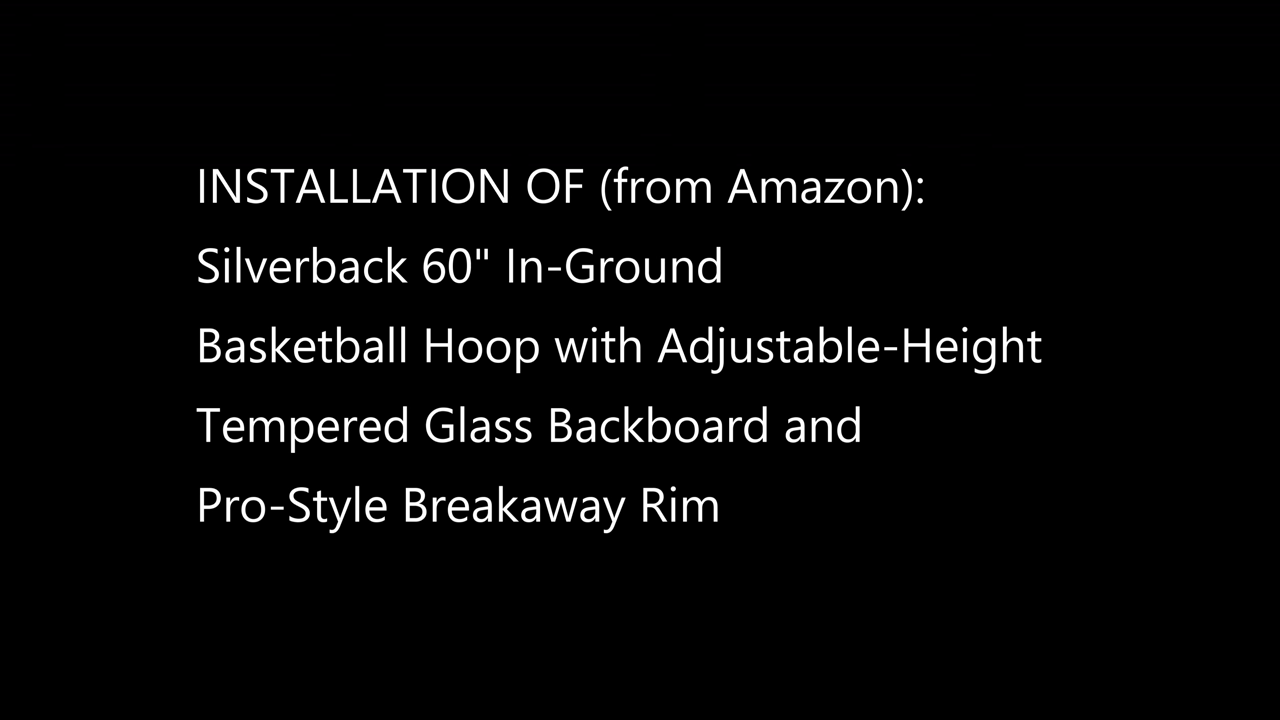 INSTALLATION OF (from Amazon):
Silverback 60" In-Ground
Basketball Hoop with Adjustable-Height
Tempered Glass Backboard and
Pro-Style Breakaway Rim